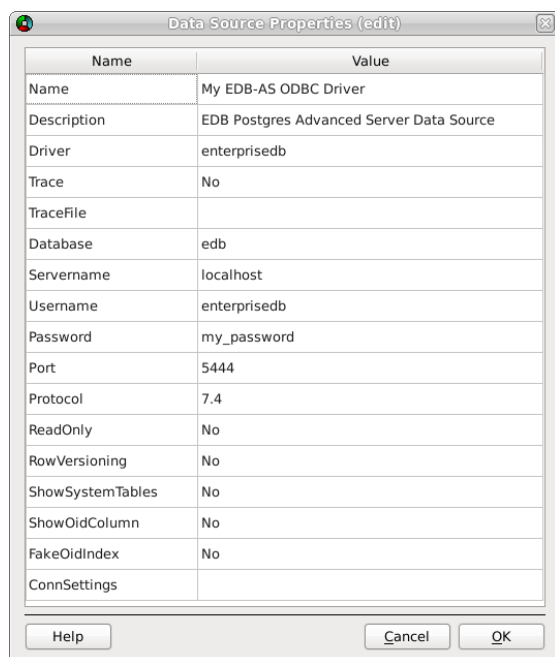 Data Source Properties (edit)
Name Value
Name My EDB-AS ODBC Driver
Description EDB Postgres Advanced Server Data Source
Driver enterprisedb
Trace No
TraceFile
Database edb
Servername localhost
Username enterprisedb
Password my_password
Port 5444
Protocol 7.4
ReadOnly No
RowVersioning No
ShowSystemTables No
ShowOidColumn No
FakeOidIndex No
ConnSettings
Help Cancel OK